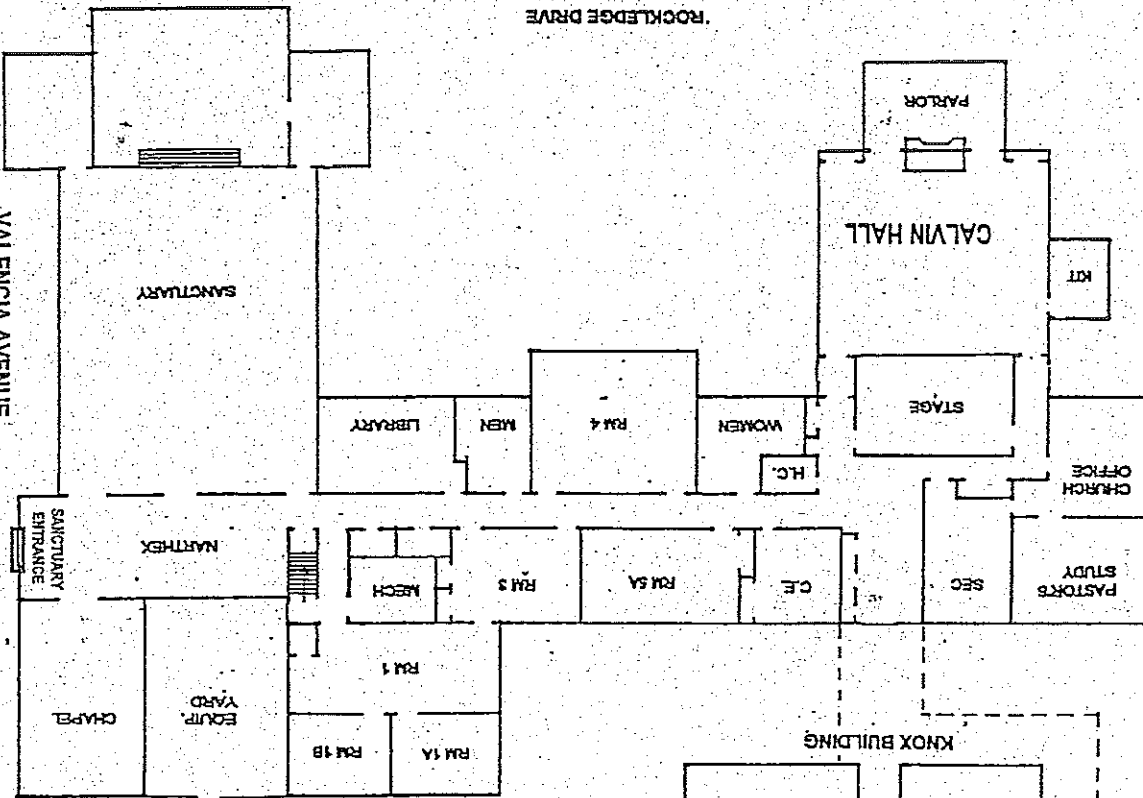 KNOX BUILDING
RM 1A
RM 1B
EQUIP.
YARD
CHAPEL
RM 1
PASTOR'S
STUDY
SEC
C.E.
RM 5A
RM 3
MECH
NARTHEX
SANCTUARY
ENTRANCE
CHURCH
OFFICE
H.C.
STAGE
WOMEN
RM 4
MEN
LIBRARY
VALENCIA AVENUE
KIT
CALVIN HALL
SANCTUARY
PARLOR
ROCKLEDGE DRIVE